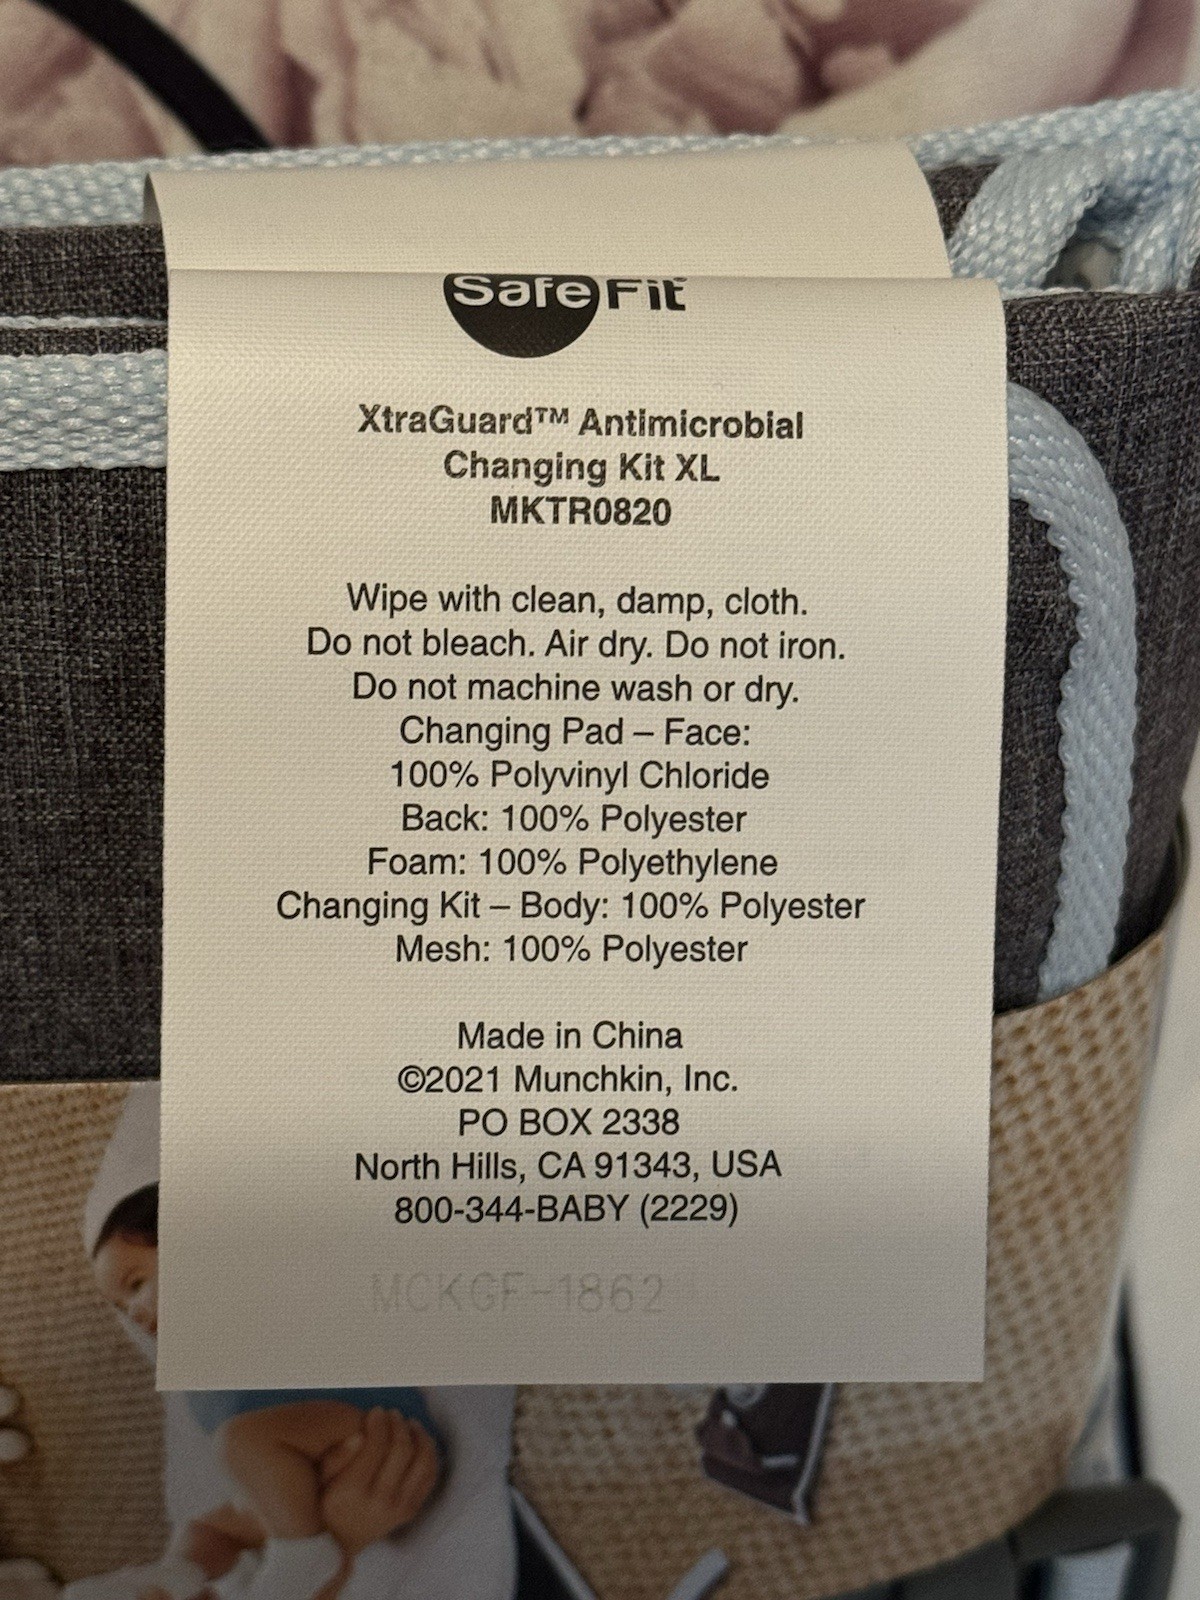 SafeFit
XtraGuard™ Antimicrobial
Changing Kit XL
MKTR0820
Wipe with clean, damp, cloth.
Do not bleach. Air dry. Do not iron.
Do not machine wash or dry.
Changing Pad – Face:
100% Polyvinyl Chloride
Back: 100% Polyester
Foam: 100% Polyethylene
Changing Kit – Body: 100% Polyester
Mesh: 100% Polyester
Made in China
©2021 Munchkin, Inc.
PO BOX 2338
North Hills, CA 91343, USA
800-344-BABY (2229)
MCKGF-1862